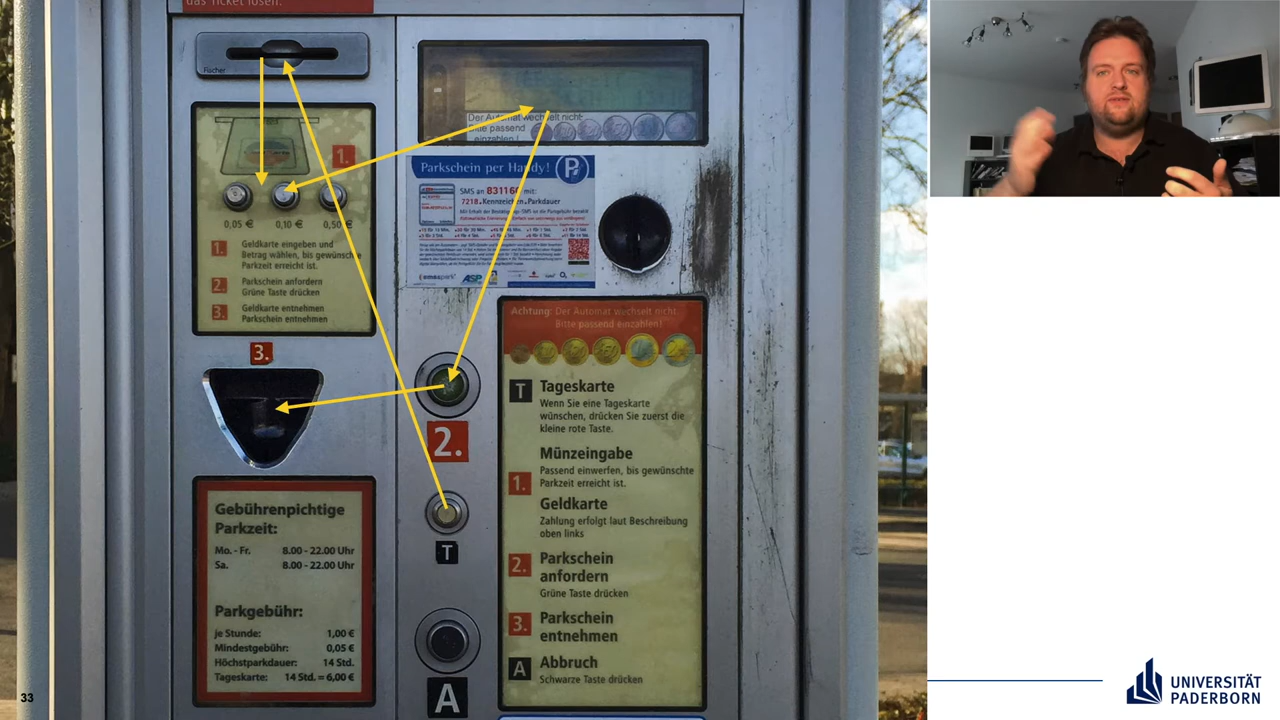 das Ticket lösen.
Fischer
1.
0,05 €
0,10 €
0,50 €
1. Geldkarte eingeben und
Betrag wählen, bis gewünschte
Parkzeit erreicht ist.
2. Parkschein anfordern
Grüne Taste drücken
3. Geldkarte entnehmen
Parkschein entnehmen
3.
Gebührenpichtige
Parkzeit:
Mo. - Fr. 8.00 - 22.00 Uhr
Sa. 8.00 - 22.00 Uhr
Parkgebühr:
je Stunde: 1,00 €
Mindestgebühr: 0,05 €
Höchstparkdauer: 14 Std.
Tageskarte: 14 Std. = 6,00 €
Der Automat wechselt nicht
Bitte passend
einzahlen !
Parkschein per Handy! P
SMS an 83116 mit:
7218.Kennzeichen.Parkdauer
2.
T
A
Achtung: Der Automat wechselt nicht.
Bitte passend einzahlen!
T Tageskarte
Wenn Sie eine Tageskarte
wünschen, drücken Sie zuerst die
kleine rote Taste.
Münzeingabe
1. Passend einwerfen, bis gewünschte
Parkzeit erreicht ist.
Geldkarte
Zahlung erfolgt laut Beschreibung
oben links
2. Parkschein
anfordern
Grüne Taste drücken
3. Parkschein
entnehmen
A Abbruch
Schwarze Taste drücken
33
UNIVERSITÄT
PADERBORN